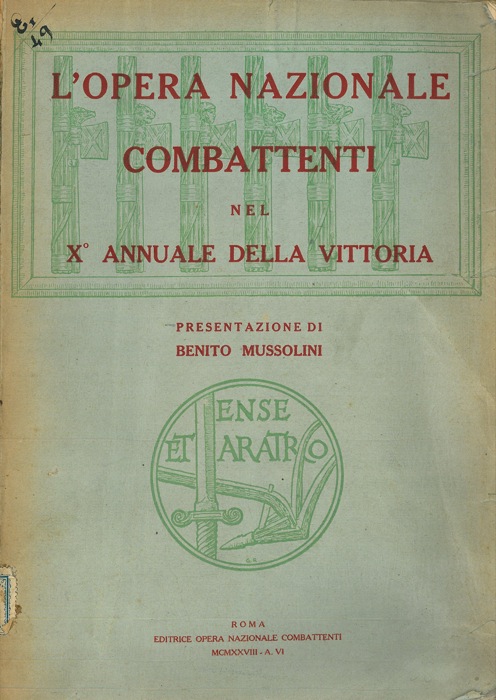 L'OPERA NAZIONALE
COMBATTENTI
NEL
X° ANNUALE DELLA VITTORIA
PRESENTAZIONE DI
BENITO MUSSOLINI
ENSE
ET ARATRO
ROMA
EDITRICE OPERA NAZIONALE COMBATTENTI
MCMXXVIII - A. VI